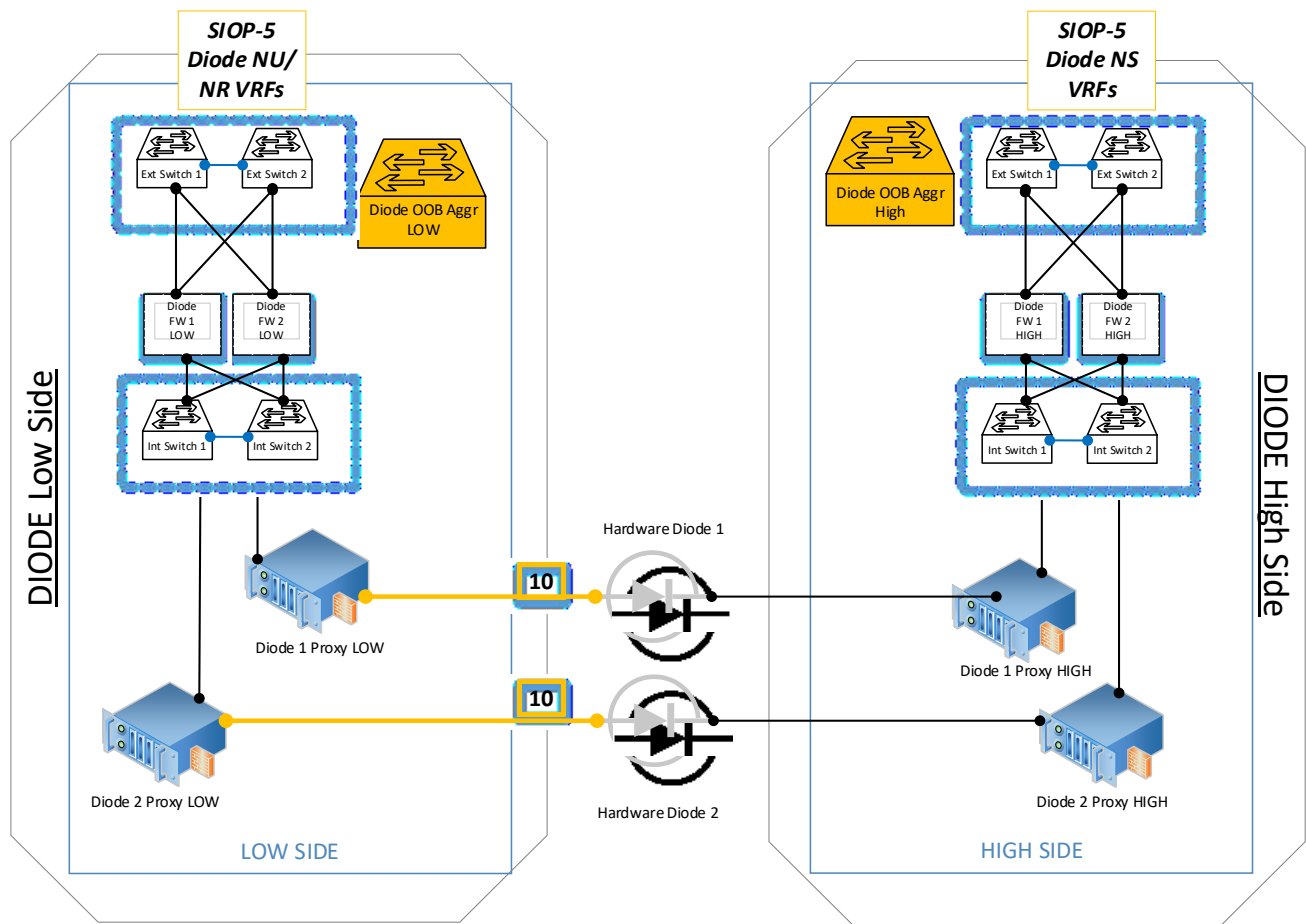 SIOP-5
Diode NU/
NR VRFs
SIOP-5
Diode NS
VRFs
Ext Switch 1
Ext Switch 2
Diode OOB Aggr
LOW
Diode OOB Aggr
High
Ext Switch 1
Ext Switch 2
Diode
FW 1
LOW
Diode
FW 2
LOW
Diode
FW 1
HIGH
Diode
FW 2
HIGH
DIODE Low Side
Int Switch 1
Int Switch 2
Int Switch 1
Int Switch 2
DIODE High Side
Hardware Diode 1
10
Diode 1 Proxy LOW
Diode 1 Proxy HIGH
10
Diode 2 Proxy LOW
Hardware Diode 2
Diode 2 Proxy HIGH
LOW SIDE
HIGH SIDE